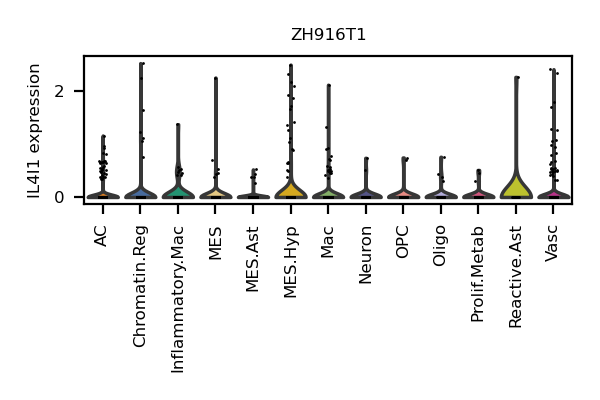 ZH916T1
IL4I1 expression
2
0
AC
Chromatin.Reg
Inflammatory.Mac
MES
MES.Ast
MES.Hyp
Mac
Neuron
OPC
Oligo
Prolif.Metab
Reactive.Ast
Vasc